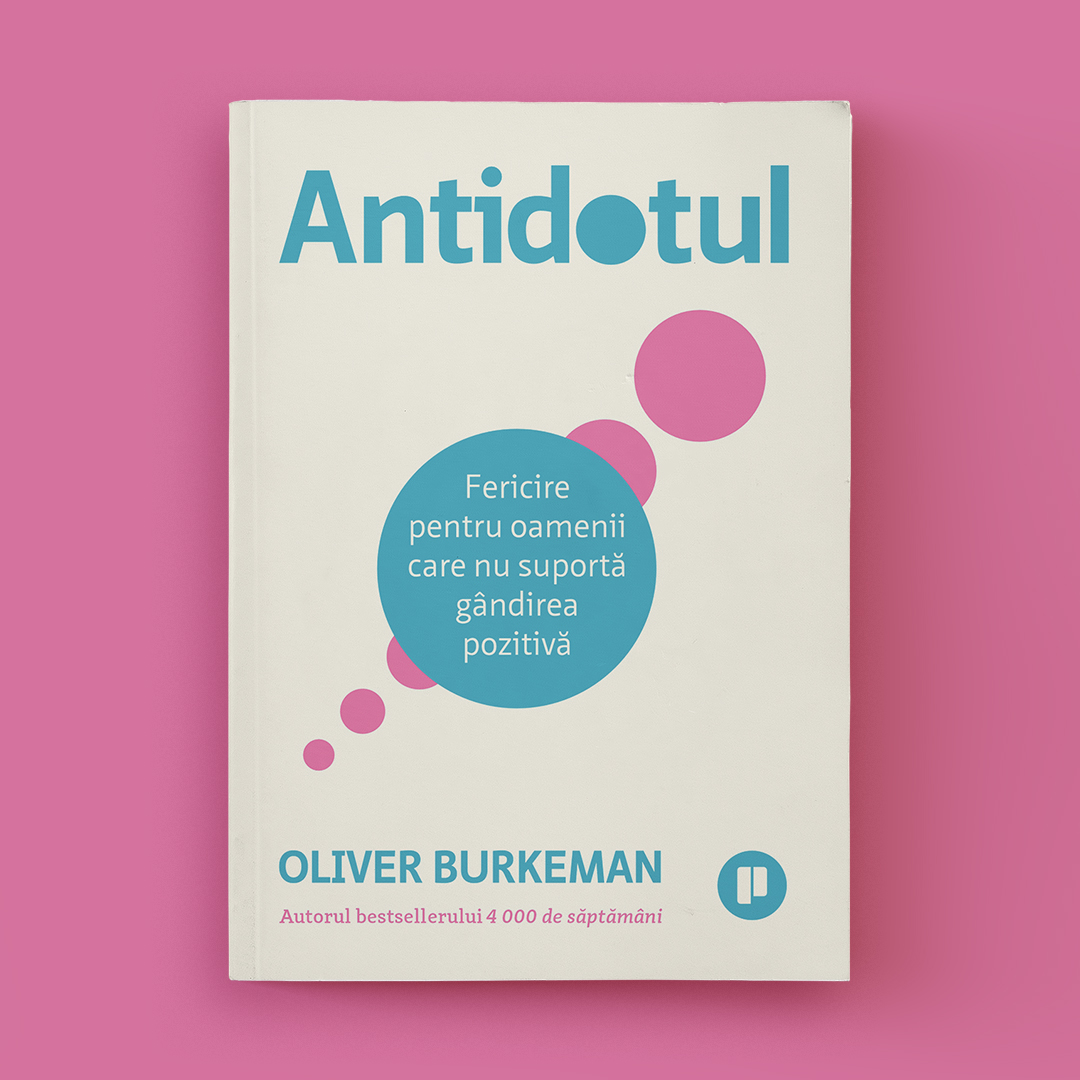 Antidotul
Fericire
pentru oamenii
care nu suportă
gândirea
pozitivă
OLIVER BURKEMAN
Autorul bestsellerului 4 000 de săptămâni